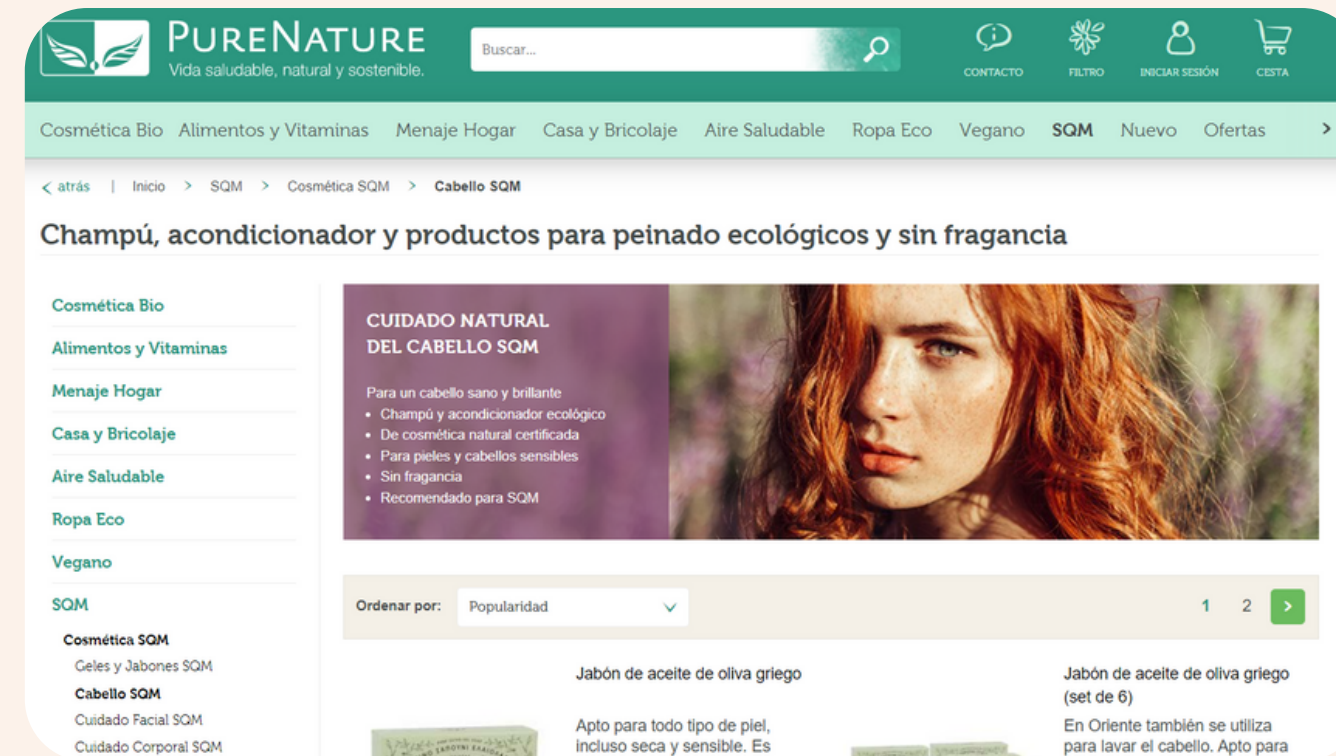 PURENATURE
Vida saludable, natural y sostenible.
Buscar...
CONTACTO
FILTRO
INICIAR SESIÓN
CESTA
Cosmética Bio Alimentos y Vitaminas Menaje Hogar Casa y Bricolaje Aire Saludable Ropa Eco Vegano SQM Nuevo Ofertas >
< atrás | Inicio > SQM > Cosmética SQM > Cabello SQM
Champú, acondicionador y productos para peinado ecológicos y sin fragancia
Cosmética Bio
Alimentos y Vitaminas
Menaje Hogar
Casa y Bricolaje
Aire Saludable
Ropa Eco
Vegano
SQM
Cosmética SQM
Geles y Jabones SQM
Cabello SQM
Cuidado Facial SQM
Cuidado Corporal SQM
CUIDADO NATURAL
DEL CABELLO SQM
Para un cabello sano y brillante
• Champú y acondicionador ecológico
• De cosmética natural certificada
• Para pieles y cabellos sensibles
• Sin fragancia
• Recomendado para SQM
Ordenar por: Popularidad
1 2 >
Jabón de aceite de oliva griego
Apto para todo tipo de piel,
incluso seca y sensible. Es
Jabón de aceite de oliva griego
(set de 6)
En Oriente también se utiliza
para lavar el cabello. Apto para